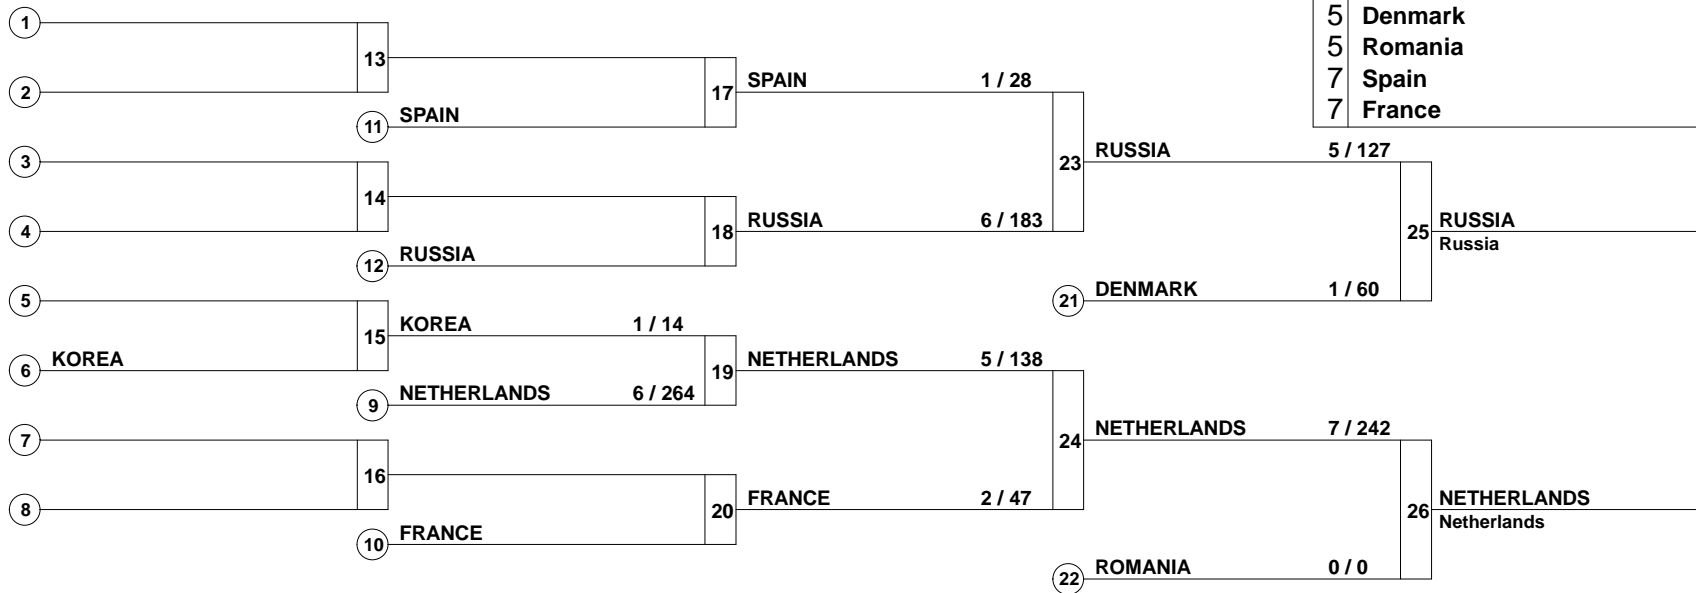 5 Denmark
5 Romania
7 Spain
7 France
1
13
2
SPAIN 1 / 28
17
11 SPAIN
3
23
RUSSIA 5 / 127
14
4
RUSSIA 6 / 183
18
12 RUSSIA
25
RUSSIA
Russia
5
21 DENMARK 1 / 60
15
KOREA 1 / 14
6 KOREA
19
NETHERLANDS 5 / 138
9 NETHERLANDS 6 / 264
7
24
NETHERLANDS 7 / 242
16
8
20
FRANCE 2 / 47
10 FRANCE
26
NETHERLANDS
Netherlands
22 ROMANIA 0 / 0